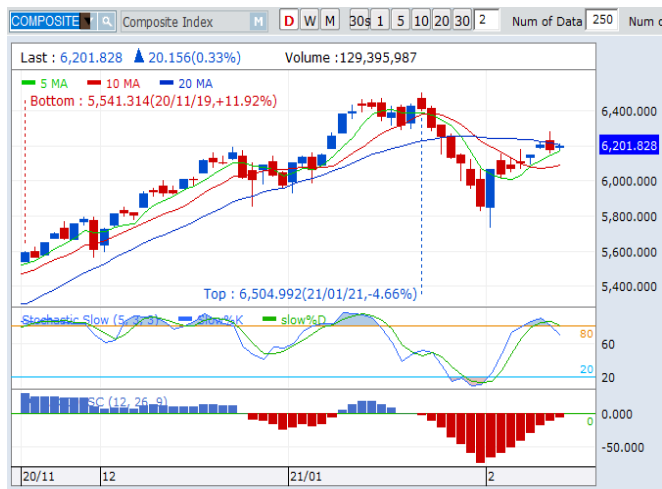 COMPOSITE Composite Index M D W M 30s 1 5 10 20 30 2 Num of Data 250 Num o
Last : 6,201.828 20.156(0.33%) Volume :129,395,987
5 MA 10 MA 20 MA
Bottom : 5,541.314(20/11/19,+11.92%)
6,400.000
6,201.828
6,000.000
5,800.000
5,600.000
5,400.000
Top : 6,504.992(21/01/21,-4.66%)
Stochastic Slow (5, 3, 3) slow%K slow%D
80
60
20
20
SC (12, 26, 9)
0 0.000
-50.000
20/11 12 21/01 2